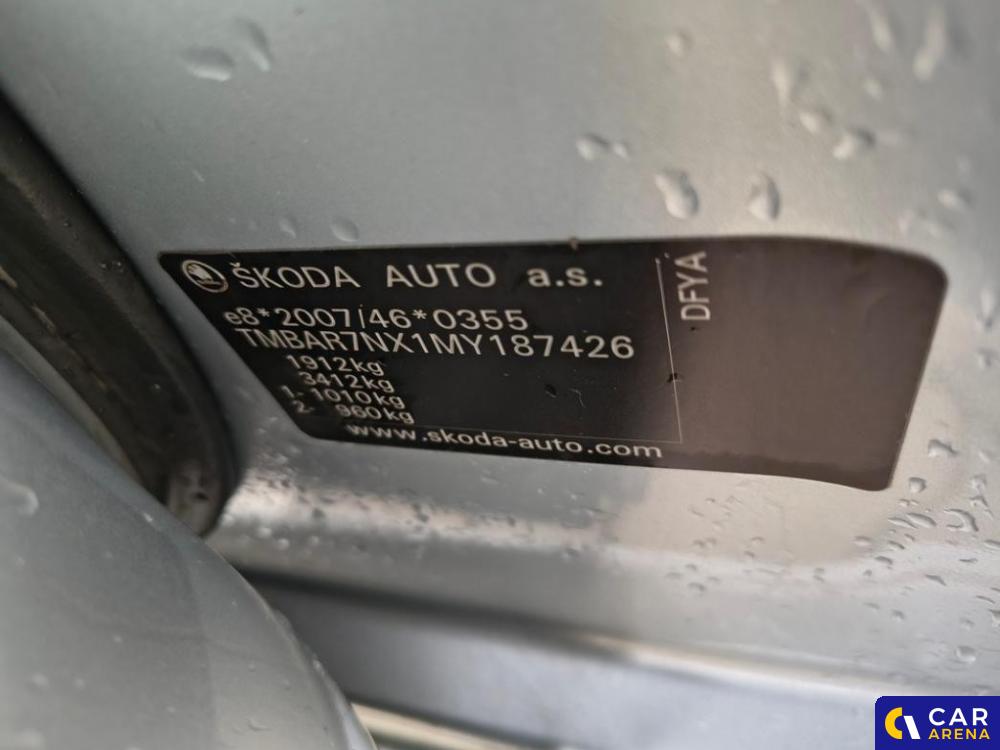 ŠKODA AUTO a.s.
e8*2007/46*0355
TMBAR7NX1MY187426
1912kg
3412kg
1- 1010kg
2- 960kg
www.skoda-auto.com
DFYA
CAR
ARENA